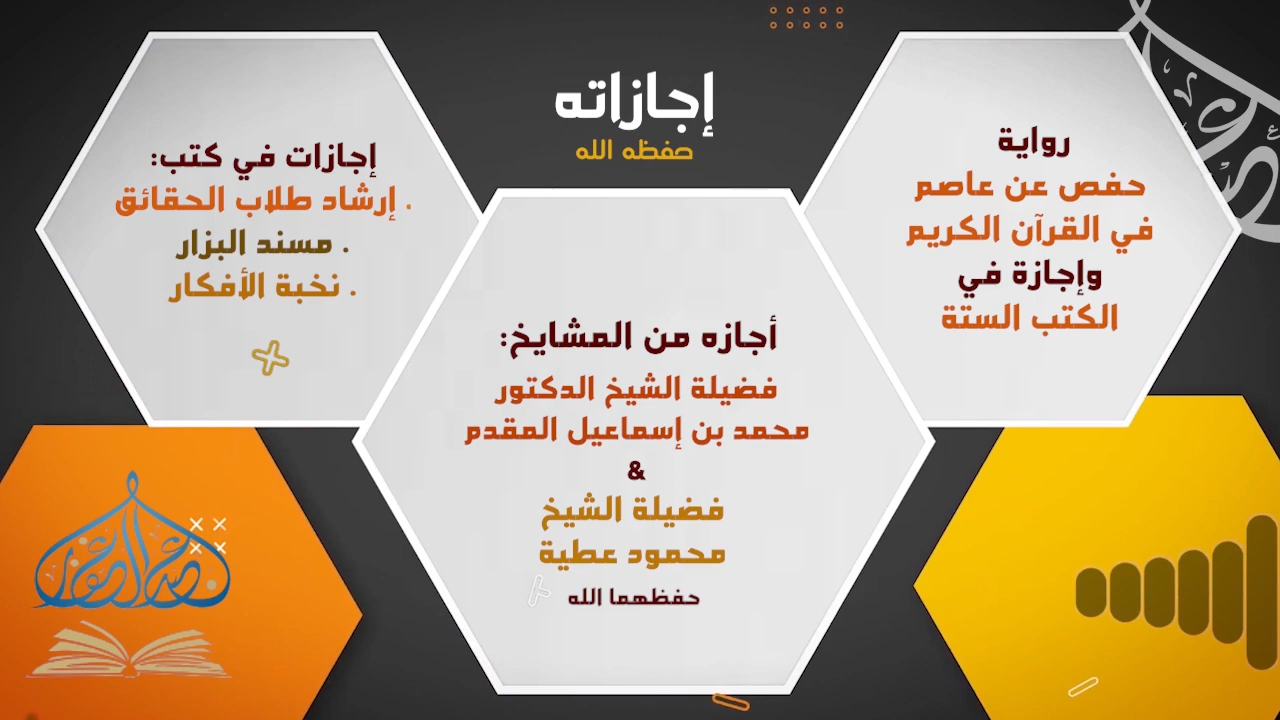 إجازاته
حفظه الله
رواية
حفص عن عاصم
في القرآن الكريم
وإجازة في
الكتب الستة
أجازه من المشايخ:
فضيلة الشيخ الدكتور
محمد بن إسماعيل المقدم
&
فضيلة الشيخ
محمود عطية
حفظهما الله
إجازات في كتب:
. إرشاد طلاب الحقائق
. مسند البزار
. نخبة الأفكار